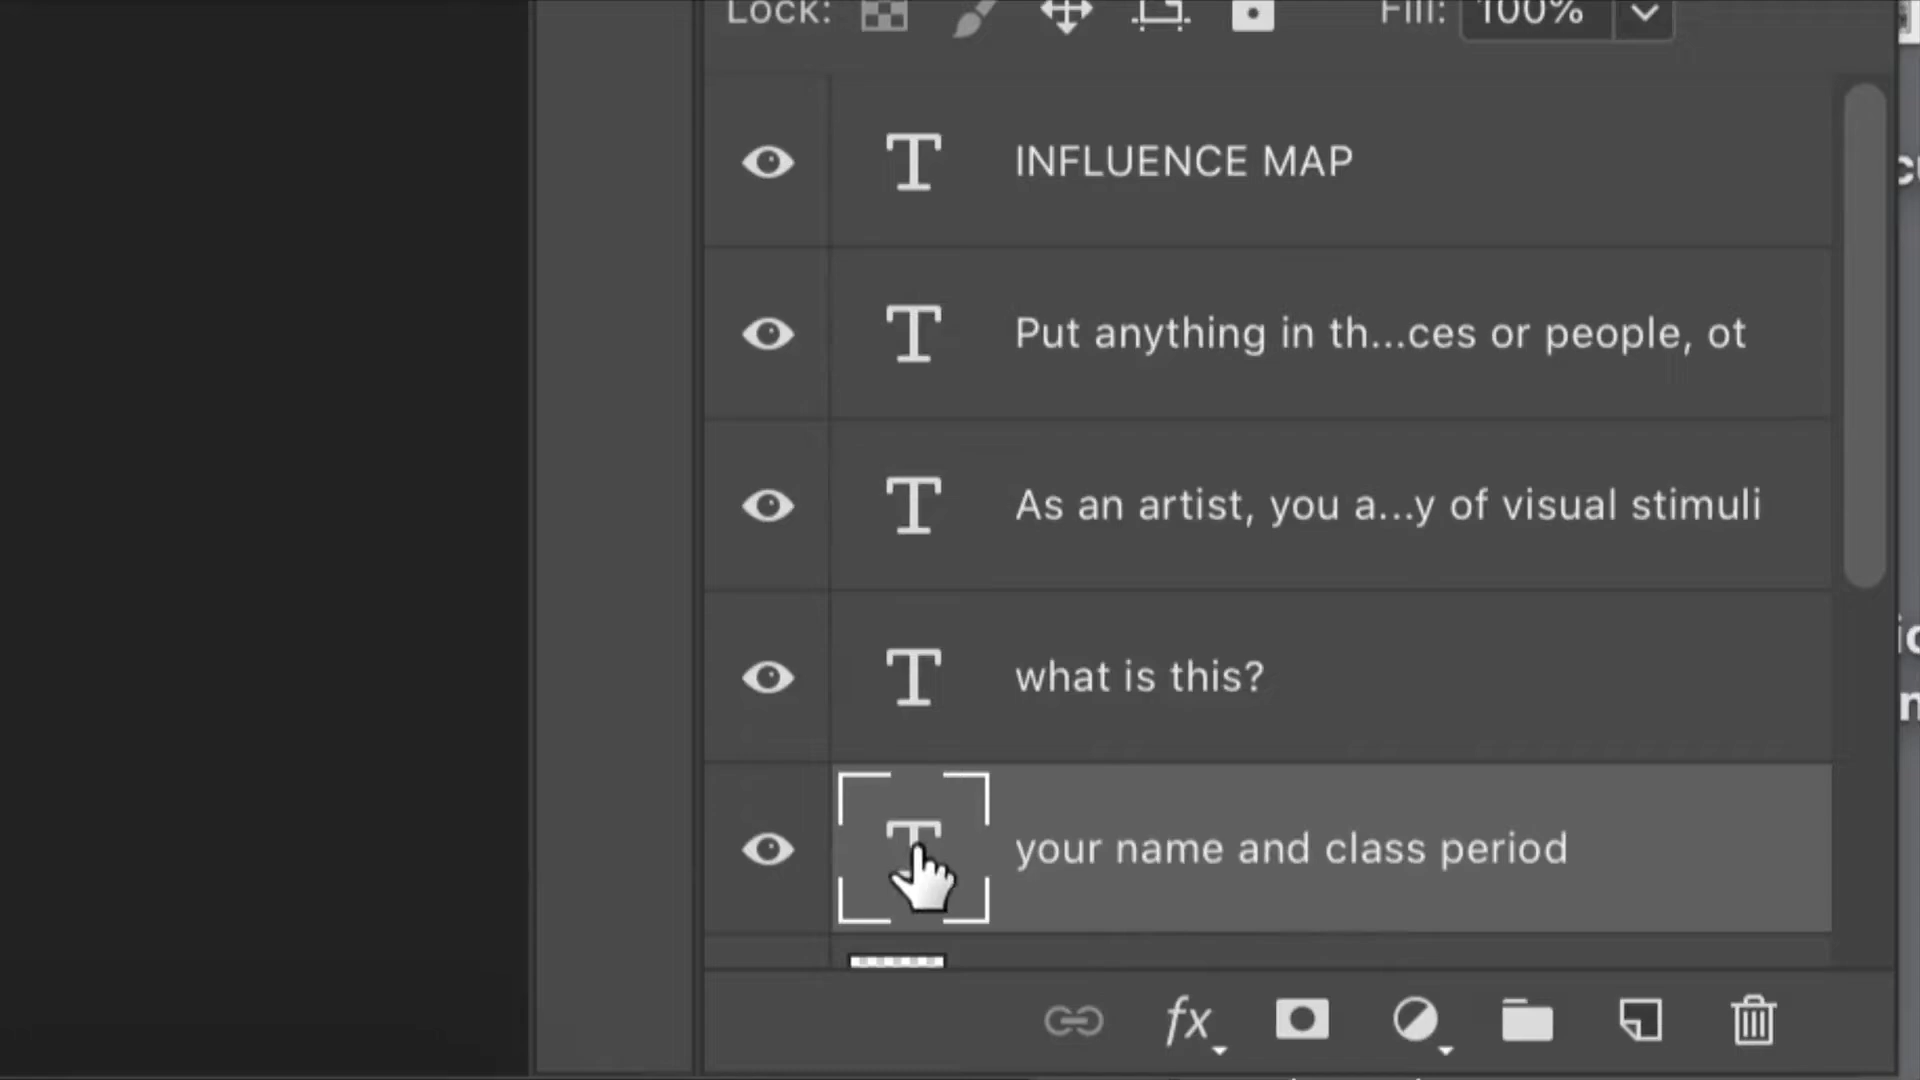 Lock: Fill: 100%
INFLUENCE MAP
Put anything in th...ces or people, ot
As an artist, you a...y of visual stimuli
what is this?
your name and class period
fx